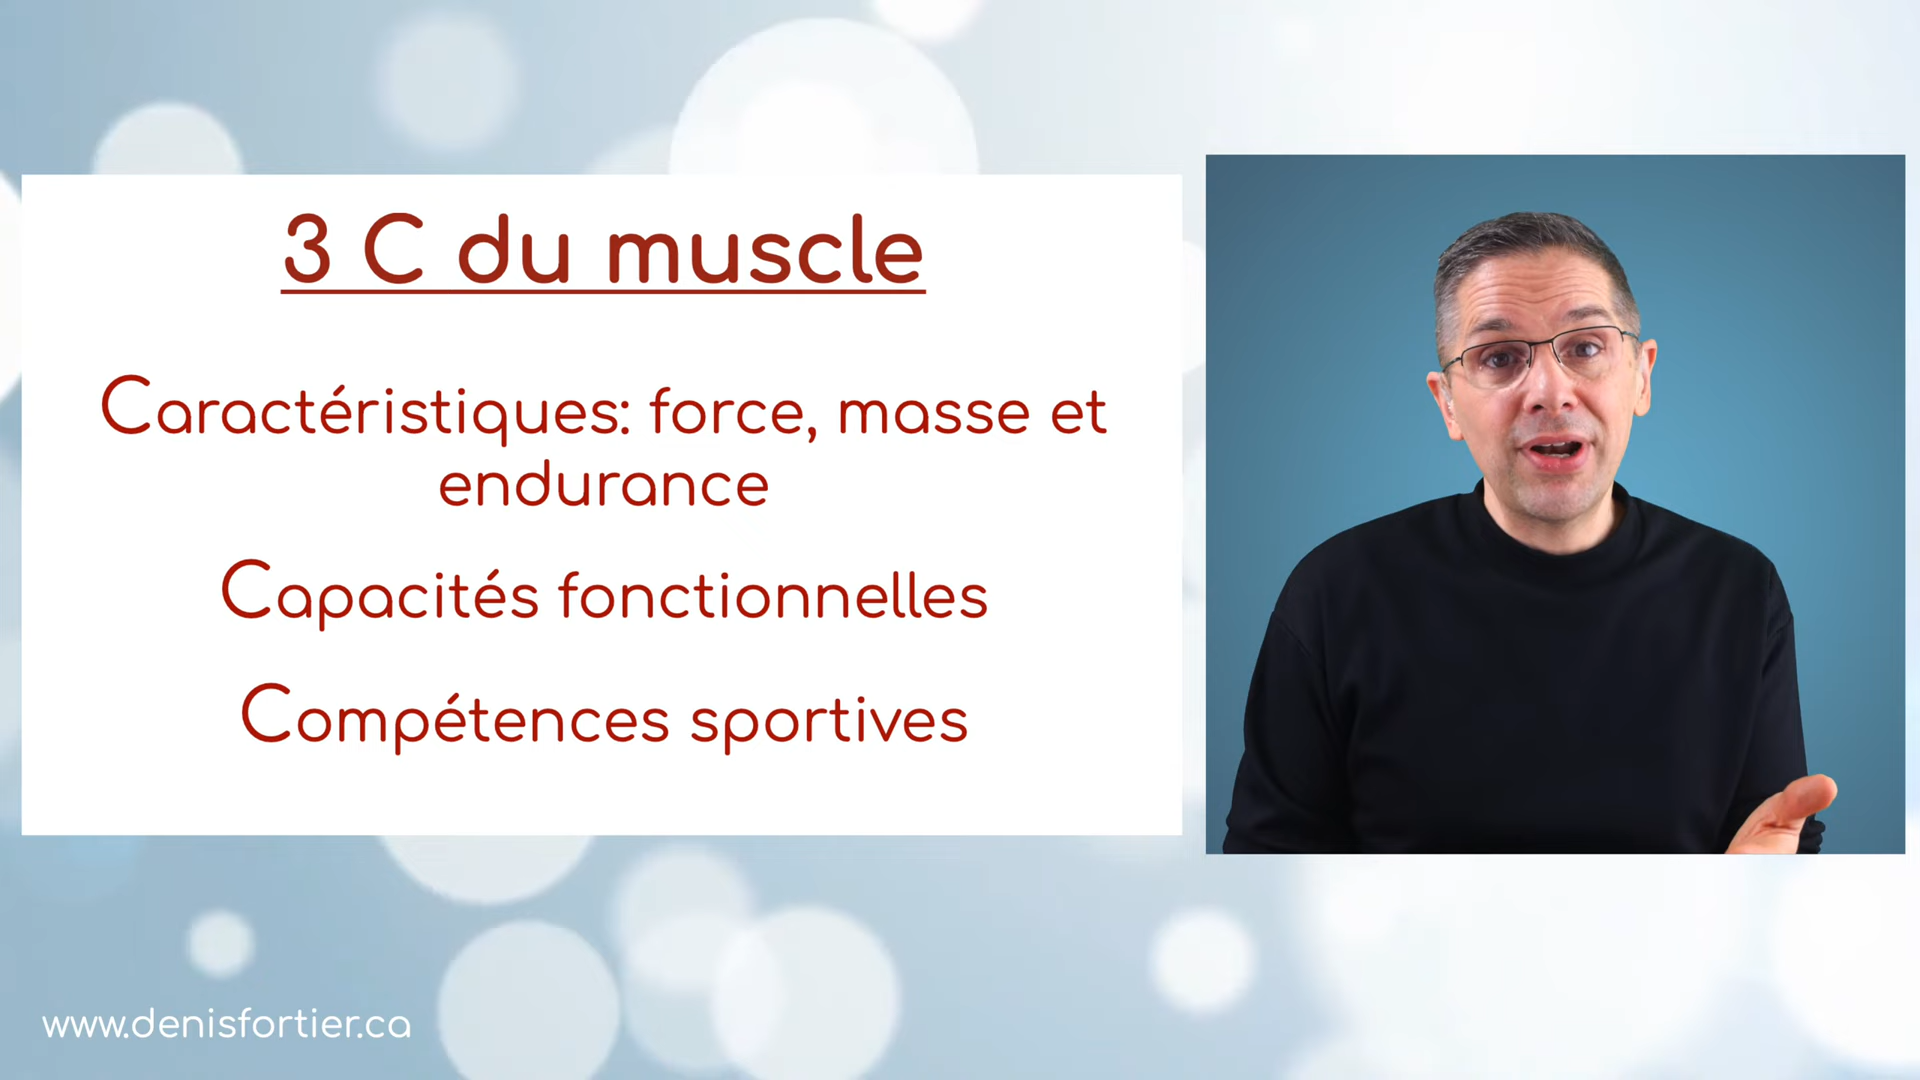 3 C du muscle
Caractéristiques: force, masse et
endurance
Capacités fonctionnelles
Compétences sportives
www.denisfortier.ca